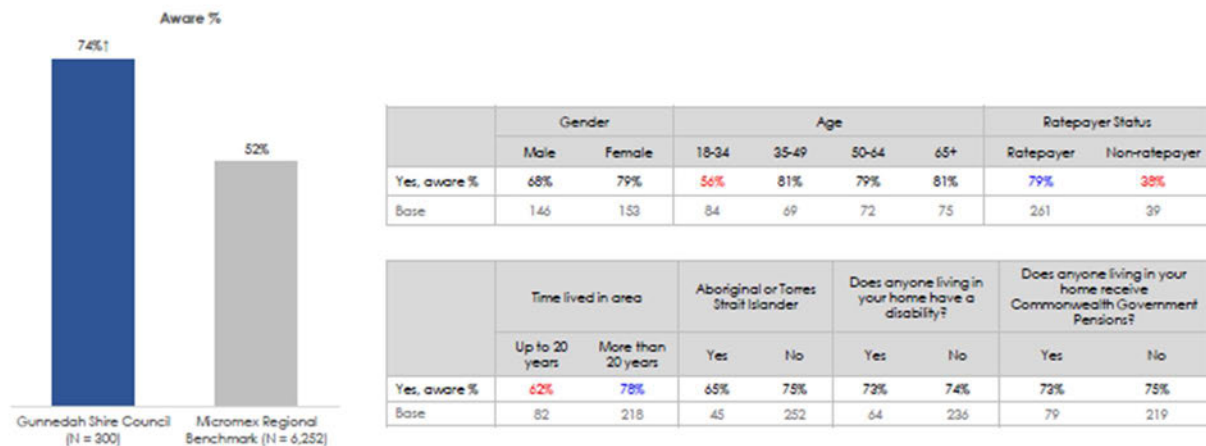 Aware %
74%↑
52%
Gunnedah Shire Council (N = 300)
Micromex Regional Benchmark (N = 6,252)
Gender Age Ratepayer Status
Male Female 18-34 35-49 50-64 65+ Ratepayer Non-ratepayer
Yes, aware % 68% 79% 56% 81% 79% 81% 79% 38%
Base 146 153 84 69 72 75 261 39
Time lived in area Aboriginal or Torres Strait Islander Does anyone living in your home have a disability? Does anyone living in your home receive Commonwealth Government Pensions?
Up to 20 years More than 20 years Yes No Yes No Yes No
Yes, aware % 62% 78% 65% 75% 73% 74% 73% 75%
Base 82 218 45 252 64 236 79 219